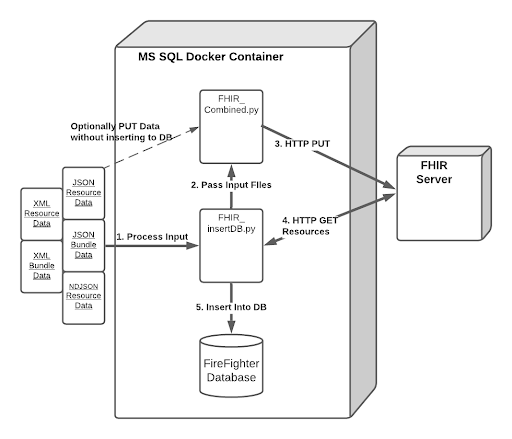 MS SQL Docker Container
FHIR_
Combined.py
Optionally PUT Data
without inserting to DB
3. HTTP PUT
FHIR
Server
JSON
Resource
Data
2. Pass Input FIles
XML
Resource
Data
FHIR_
insertDB.py
4. HTTP GET
Resources
JSON
Bundle
Data
1. Process Input
XML
Bundle
Data
NDJSON
Resource
Data
5. Insert Into DB
FireFighter
Database